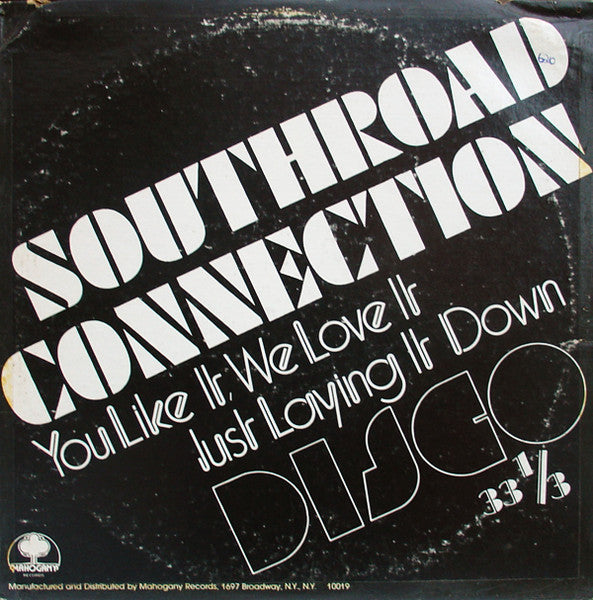 SOUTHROAD
CONNECTION
You Like It, We Love It
Just Laying It Down
DISCO
33 1/3
MAHOGANY
RECORDS
Manufactured and Distributed by Mahogany Records, 1697 Broadway, N.Y., N.Y. 10019